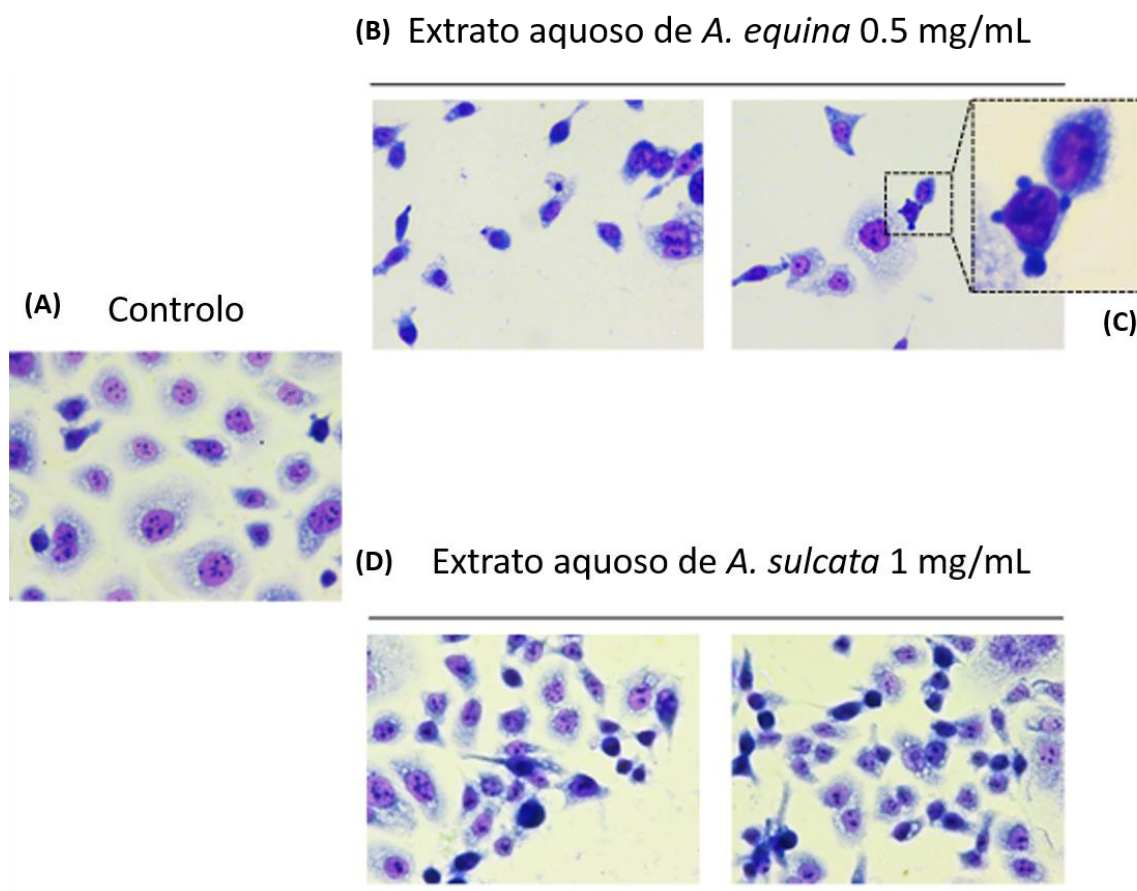 (B) Extrato aquoso de A. equina 0.5 mg/mL
(C)
(A) Controlo
(D) Extrato aquoso de A. sulcata 1 mg/mL